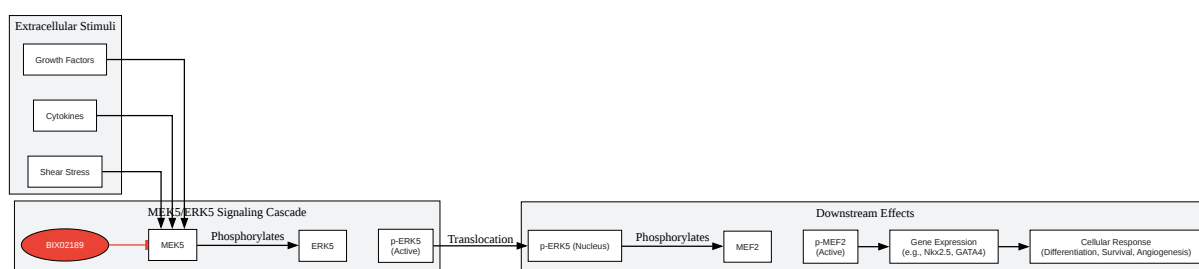 Extracellular Stimuli
Growth Factors
Cytokines
Shear Stress
MEK5/ERK5 Signaling Cascade
BIX02189
MEK5
Phosphorylates
ERK5
p-ERK5
(Active)
Translocation
Downstream Effects
p-ERK5 (Nucleus)
Phosphorylates
MEF2
p-MEF2
(Active)
Gene Expression
(e.g., Nkx2.5, GATA4)
Cellular Response
(Differentiation, Survival, Angiogenesis)